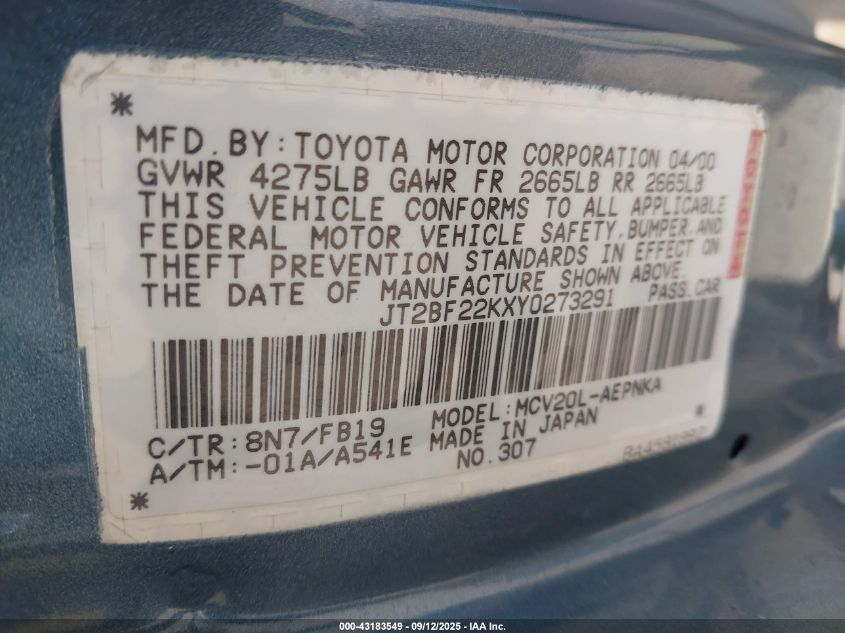 MFD. BY: TOYOTA MOTOR CORPORATION 04/00
GVWR 4275LB GAWR FR 2665LB RR 2665LB
THIS VEHICLE CONFORMS TO ALL APPLICABLE
FEDERAL MOTOR VEHICLE SAFETY, BUMPER, AND
THEFT PREVENTION STANDARDS IN EFFECT ON
THE DATE OF MANUFACTURE SHOWN ABOVE.
JT2BF22KXY0273291 PASS.CAR
C/TR: 8N7/FB19 MODEL: MCV20L-AEPNKA
A/TM: -01A/A541E MADE IN JAPAN
NO.307
000-43183549 - 09/12/2025 - IAA Inc.